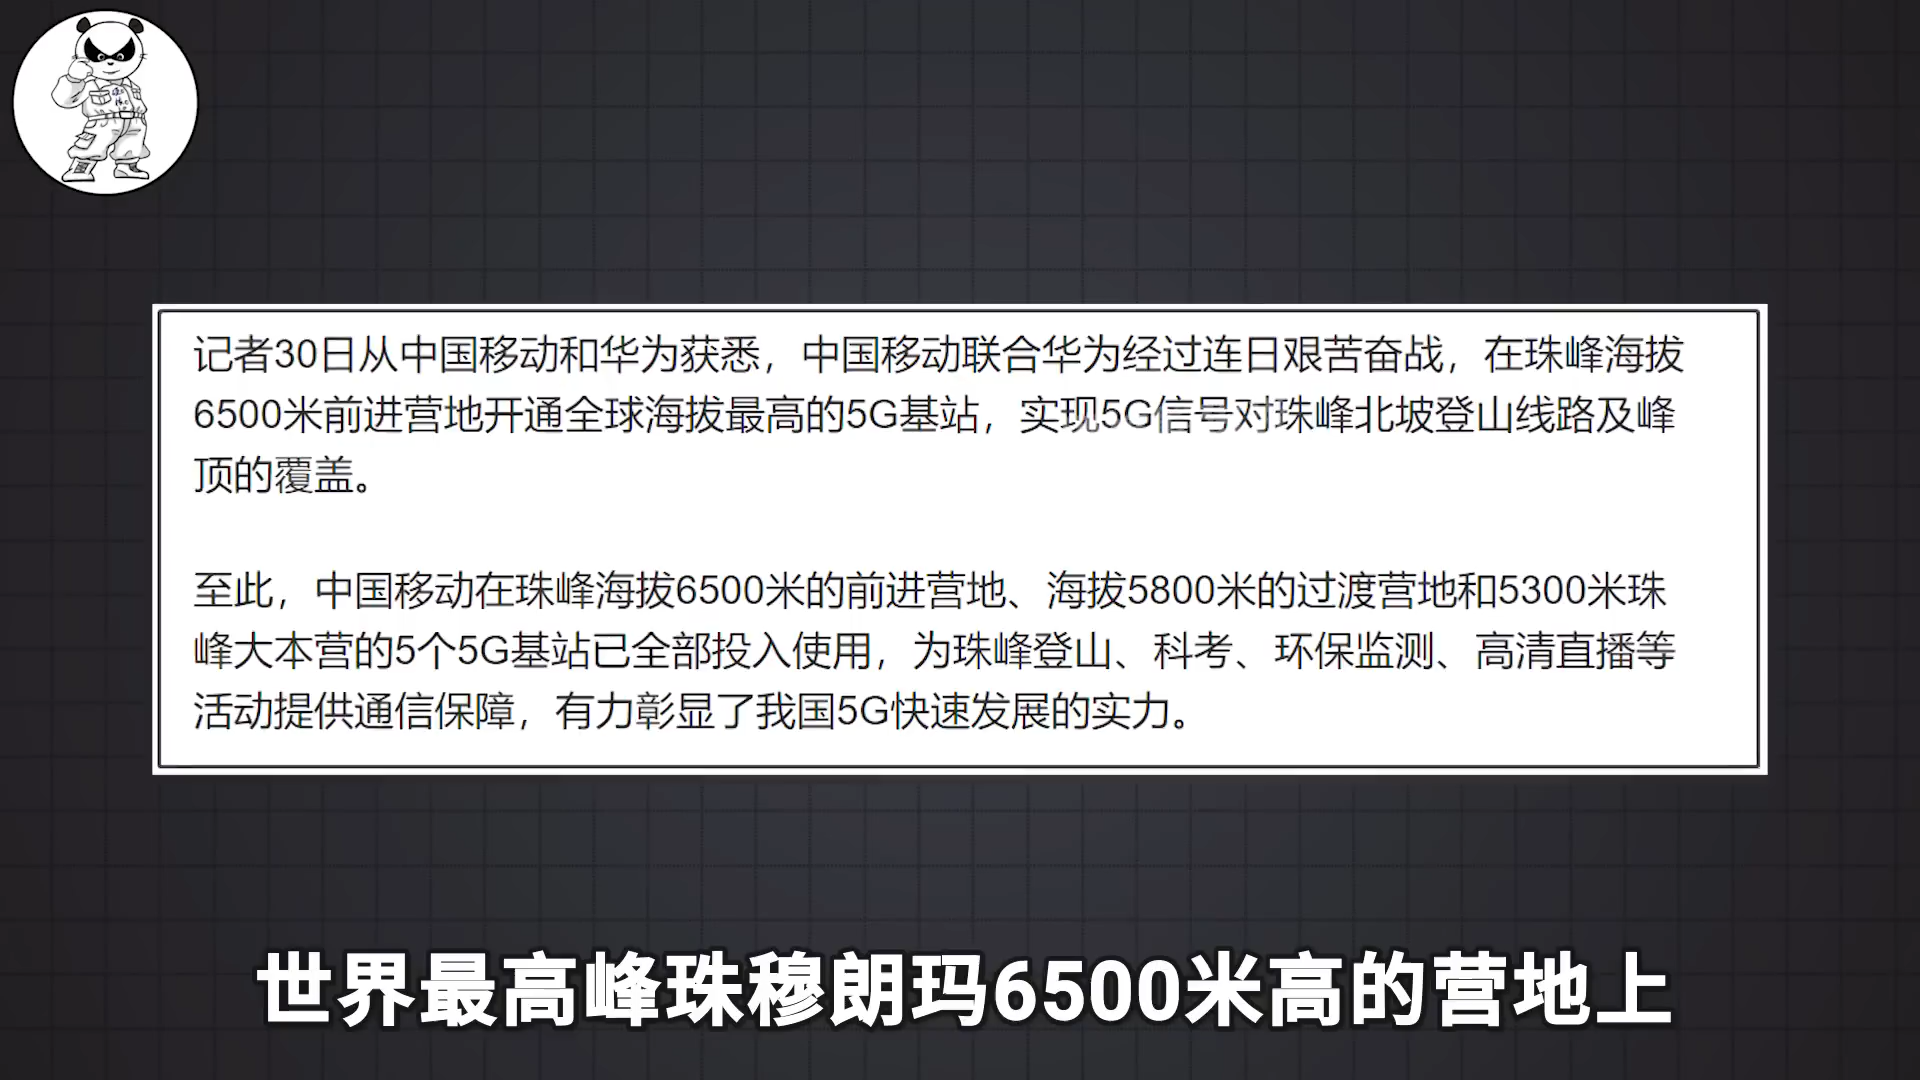 记者30日从中国移动和华为获悉，中国移动联合华为经过连日艰苦奋战，在珠峰海拔
6500米前进营地开通全球海拔最高的5G基站，实现5G信号对珠峰北坡登山线路及峰
顶的覆盖。
至此，中国移动在珠峰海拔6500米的前进营地、海拔5800米的过渡营地和5300米珠
峰大本营的5个5G基站已全部投入使用，为珠峰登山、科考、环保监测、高清直播等
活动提供通信保障，有力彰显了我国5G快速发展的实力。
世界最高峰珠穆朗玛6500米高的营地上